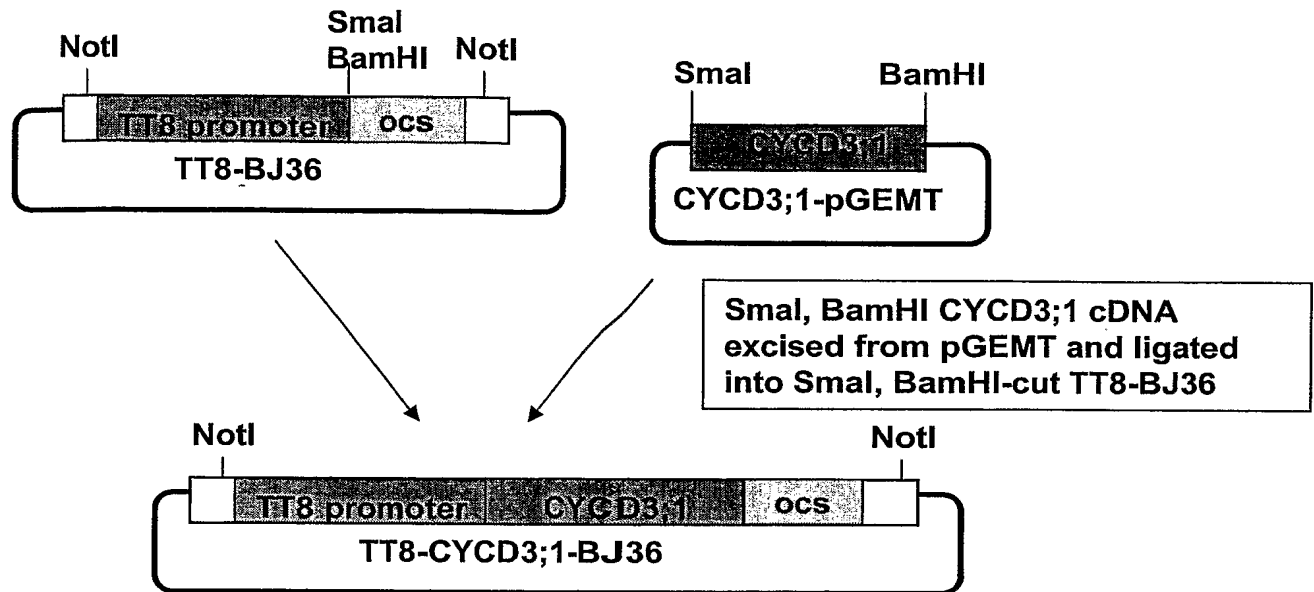 SmaI
NotI BamHI NotI
TT8 promoter ocs
TT8-BJ36
SmaI BamHI
CYCD3;1
CYCD3;1-pGEMT
SmaI, BamHI CYCD3;1 cDNA
excised from pGEMT and ligated
into SmaI, BamHI-cut TT8-BJ36
NotI NotI
TT8 promoter CYCD3;1 ocs
TT8-CYCD3;1-BJ36